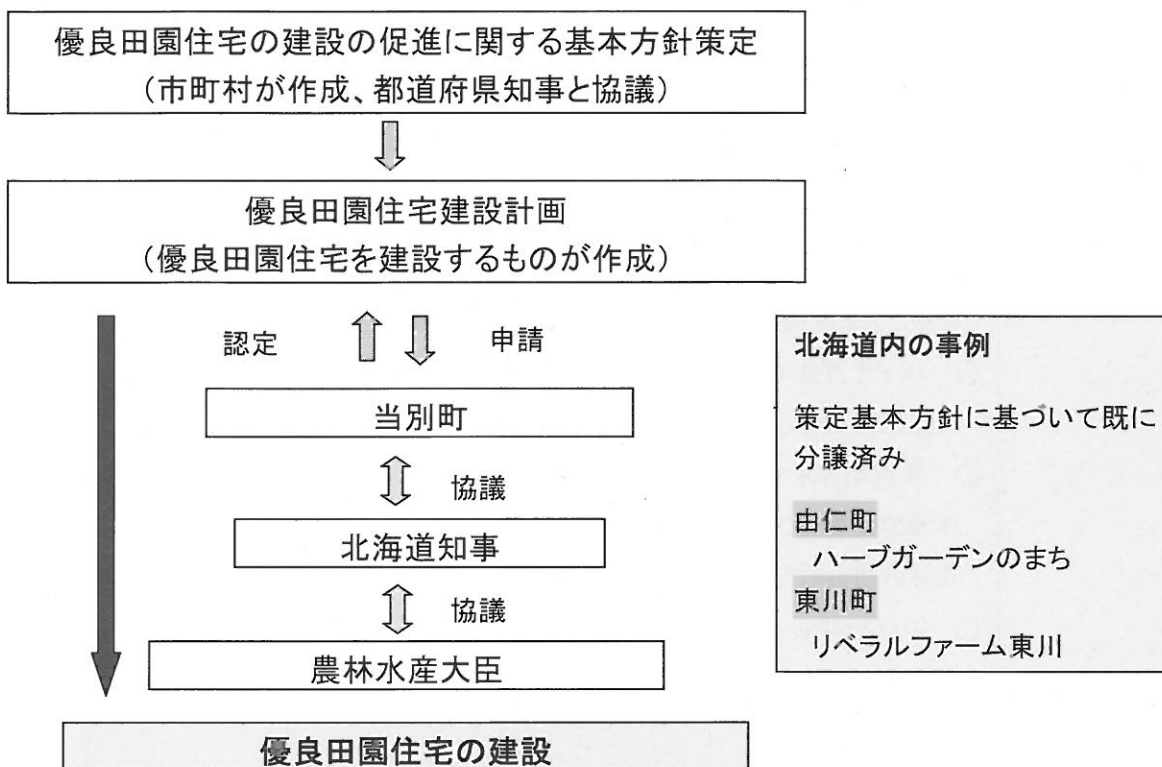 優良田園住宅の建設の促進に関する基本方針策定
（市町村が作成、都道府県知事と協議）
優良田園住宅建設計画
（優良田園住宅を建設するものが作成）
認定
申請
当別町
協議
北海道知事
協議
農林水産大臣
優良田園住宅の建設
北海道内の事例
策定基本方針に基づいて既に
分譲済み
由仁町
ハーブガーデンのまち
東川町
リベラルファーム東川